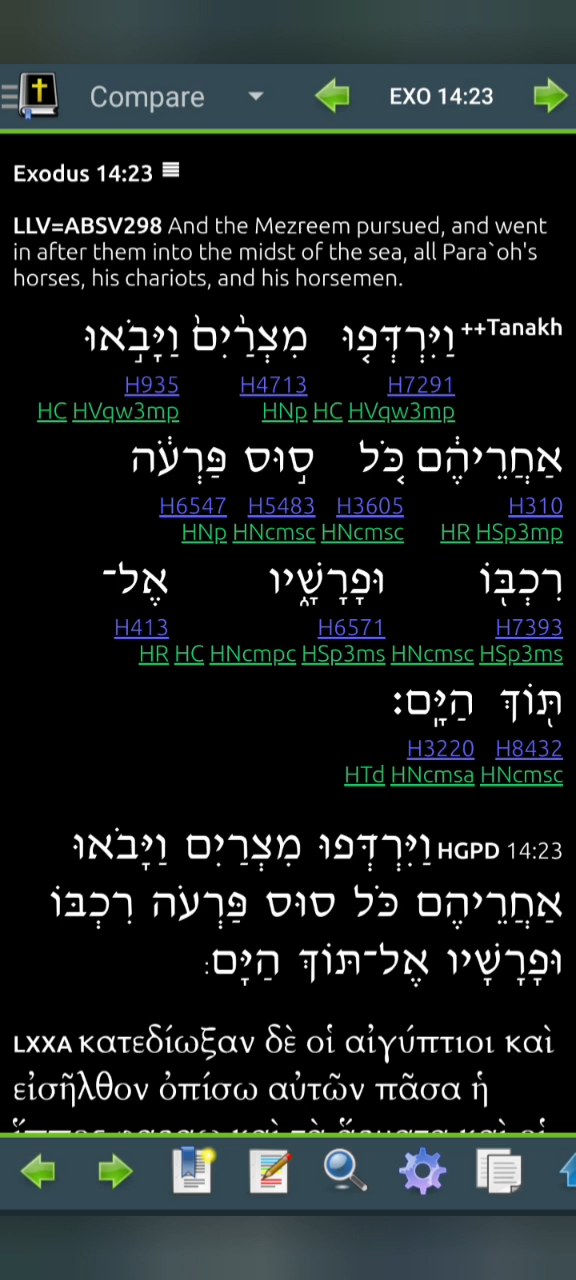 Compare
EXO 14:23
Exodus 14:23
LLV=ABSV298 And the Mezreem pursued, and went
in after them into the midst of the sea, all Para`oh's
horses, his chariots, and his horsemen.
++Tanakh וַיִּרְדְּפ֤וּ מִצְרַ֙יִם֙ וַיָּבֹ֣אוּ
H935 H4713 H7291
HC HVqw3mp HNp HC HVqw3mp
אַחֲרֵיהֶ֔ם כֹּ֚ל ס֣וּס פַּרְעֹ֔ה
H6547 H5483 H3605 H310
HNp HNcmsc HNcmsc HR HSp3mp
רִכְבּ֖וֹ וּפָרָשָׁ֑יו אֶל־
H413 H6571 H7393
HR HC HNcmpc HSp3ms HNcmsc HSp3ms
תּ֖וֹךְ הַיָּֽם׃
H3220 H8432
HTd HNcmsa HNcmsc
HGPD 14:23 וַיִּרְדְּפוּ מִצְרַיִם וַיָּבֹאוּ
אַחֲרֵיהֶם כֹּל סוּס פַּרְעֹה רִכְבּוֹ
וּפָרָשָׁיו אֶל־תּוֹךְ הַיָּם׃
LXXA κατεδίωξαν δὲ οἱ αἰγύπτιοι καὶ
εἰσῆλθον ὀπίσω αὐτῶν πᾶσα ἡ